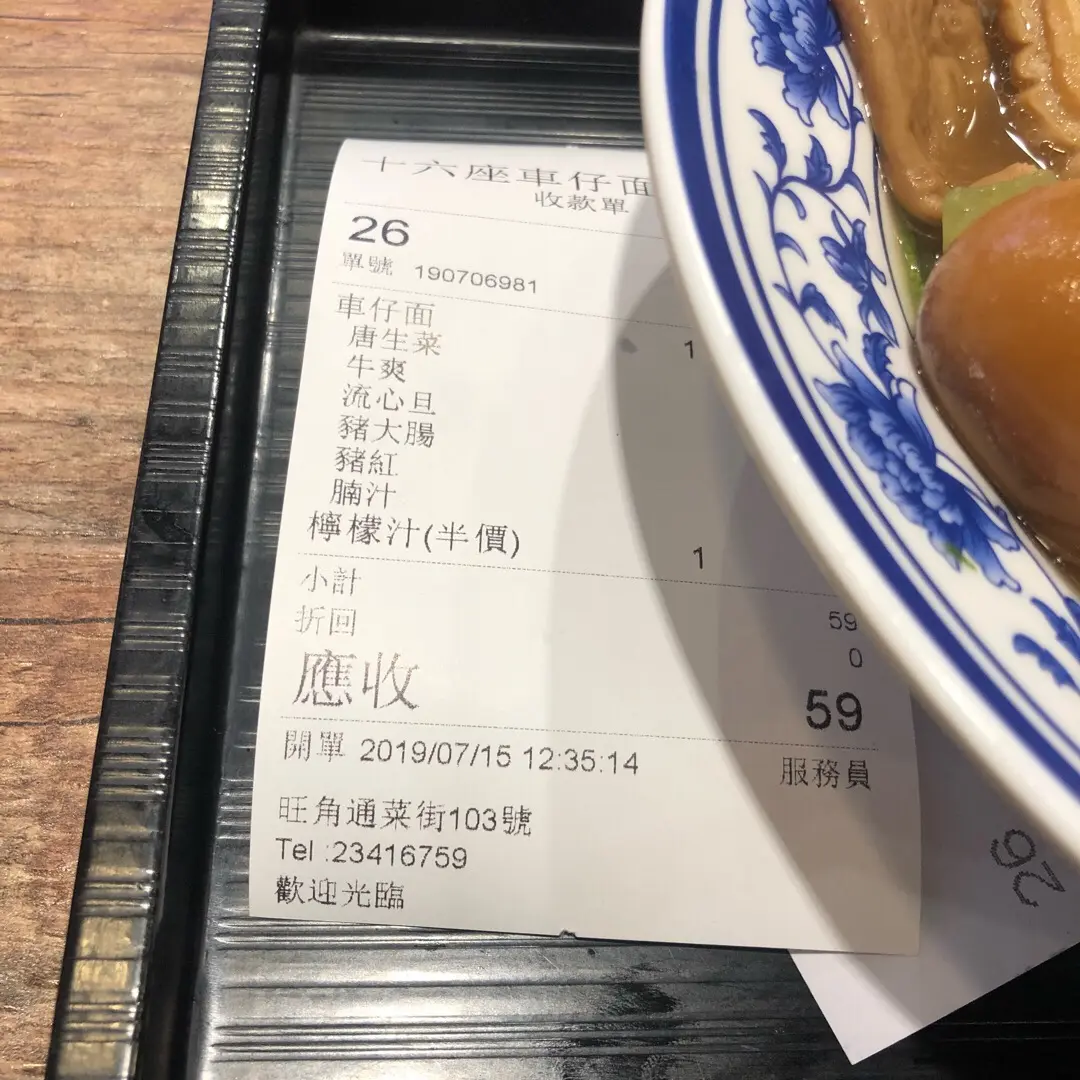 十六座車仔面
收款單
26
單號 190706981
車仔面 1
唐生菜
牛爽
流心旦
豬大腸
豬紅
腩汁
檸檬汁(半價) 1
小計 59
折回 0
應收 59
開單 2019/07/15 12:35:14 服務員
旺角通菜街103號
Tel :23416759
歡迎光臨
26